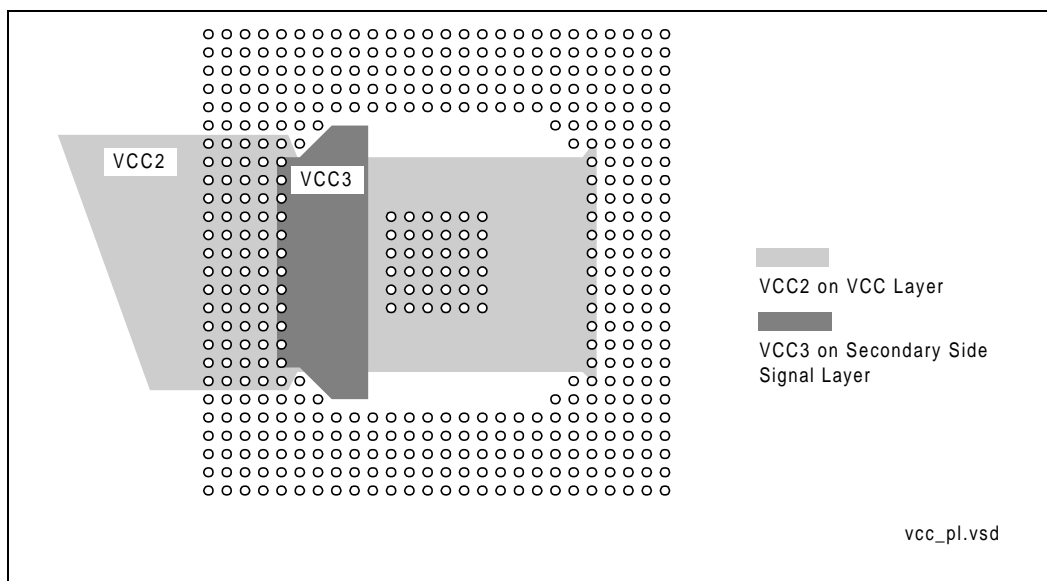 VCC2
VCC3
VCC2 on VCC Layer
VCC3 on Secondary Side
Signal Layer
vcc_pl.vsd